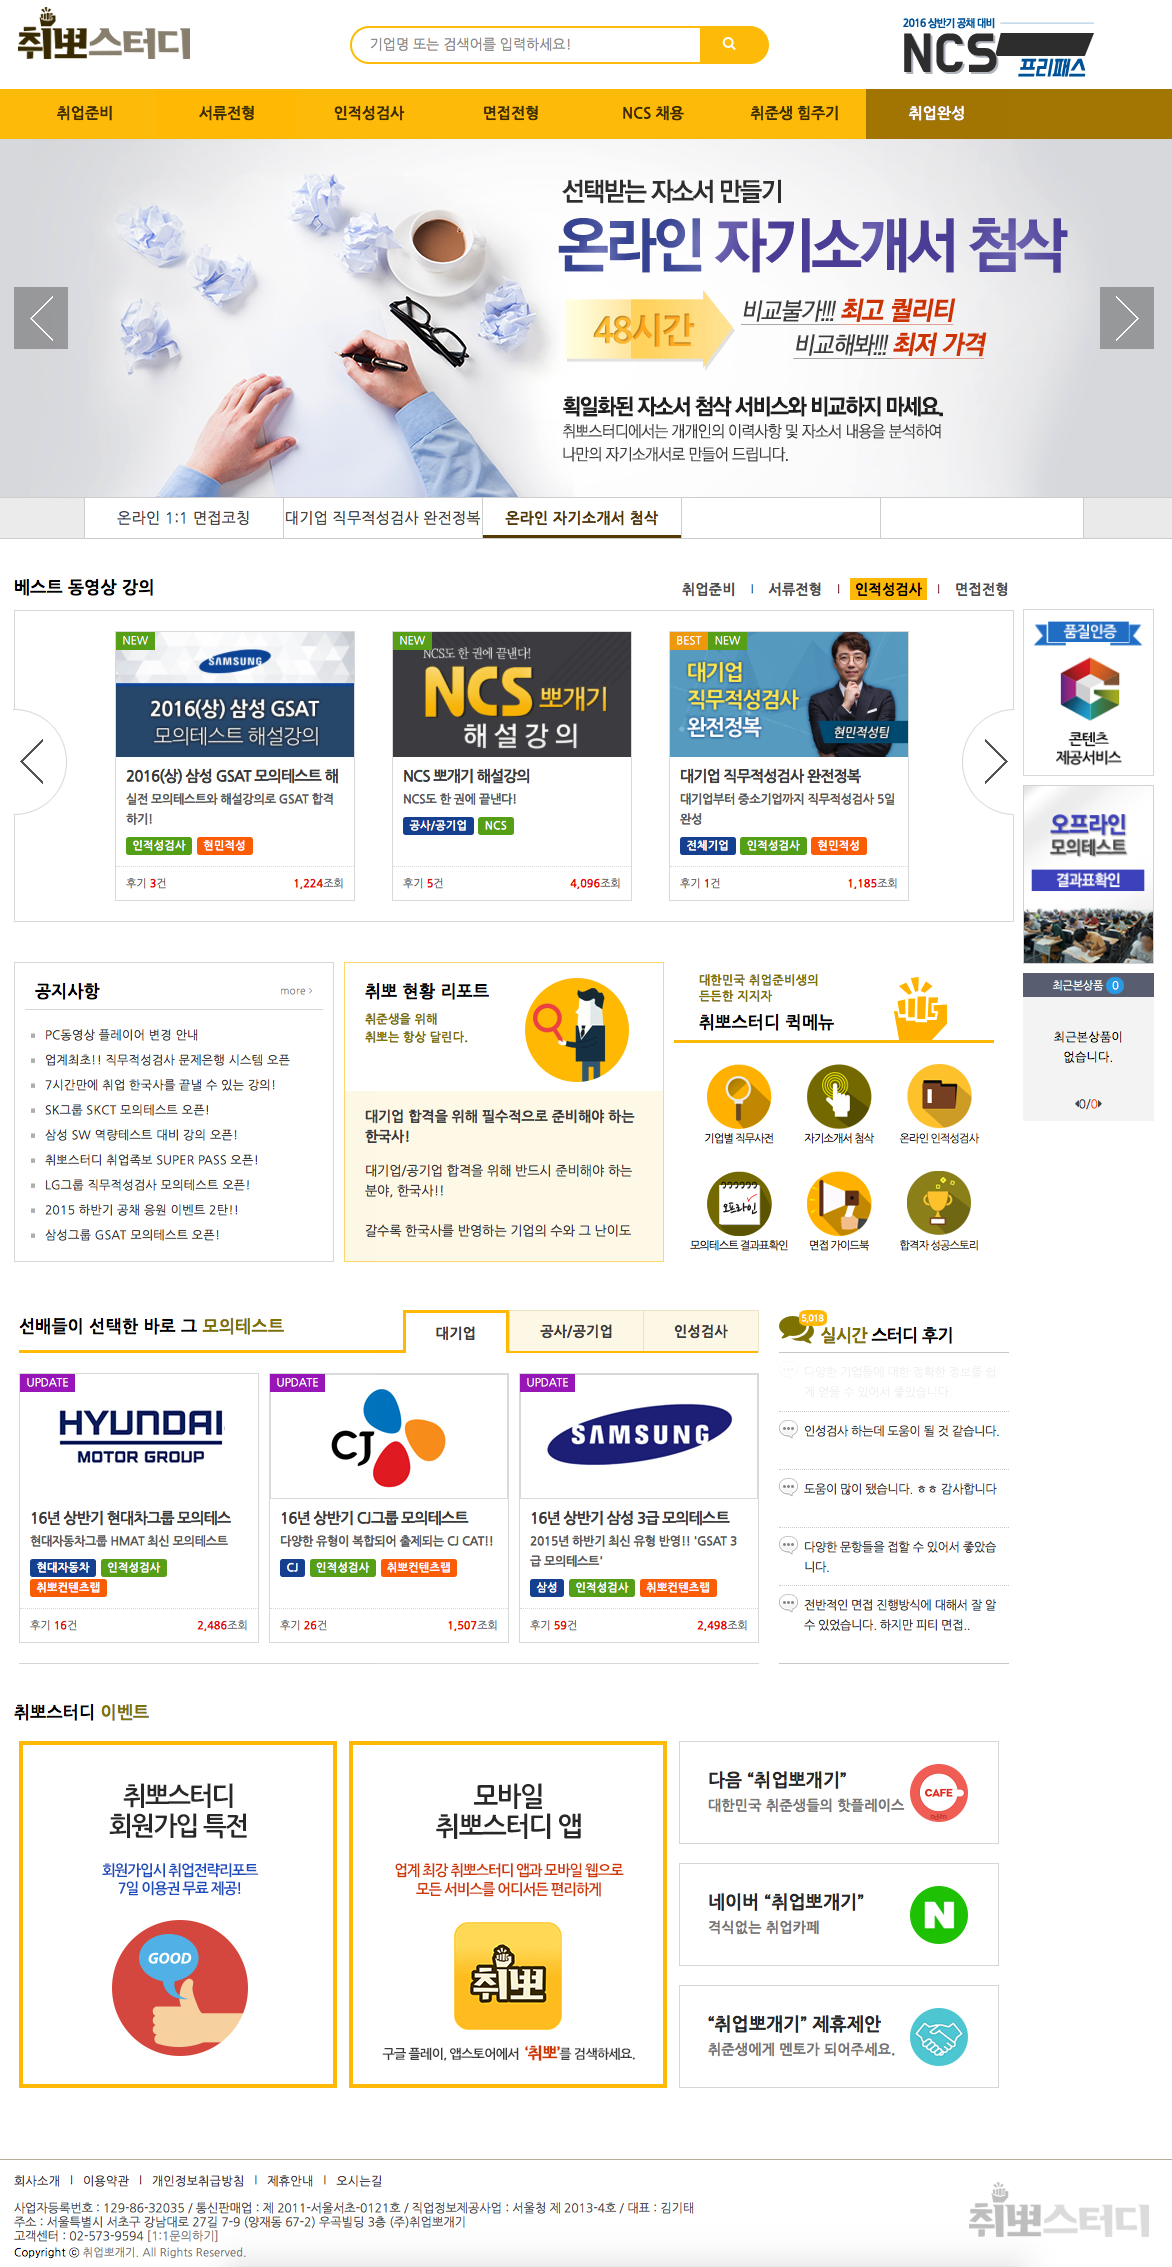 취뽀스터디
기업명 또는 검색어를 입력하세요!
2016 상반기 공채 대비
NCS
프리패스
취업준비 서류전형 인적성검사 면접전형 NCS 채용 취준생 힘주기 취업완성
선택받는 자소서 만들기
온라인 자기소개서 첨삭
48시간
비교불가!!! 최고 퀄리티
비교해봐!!! 최저 가격
획일화된 자소서 첨삭 서비스와 비교하지 마세요.
취뽀스터디에서는 개개인의 이력사항 및 자소서 내용을 분석하여
나만의 자기소개서로 만들어 드립니다.
온라인 1:1 면접코칭 대기업 직무적성검사 완전정복 온라인 자기소개서 첨삭
베스트 동영상 강의
취업준비 | 서류전형 | 인적성검사 | 면접전형
NEW
SAMSUNG
2016(상) 삼성 GSAT
모의테스트 해설강의
2016(상) 삼성 GSAT 모의테스트 해
실전 모의테스트와 해설강의로 GSAT 합격
하기!
인적성검사 현민적성
후기 3건 1,224조회
NEW
NCS도 한 권에 끝낸다!
NCS 뽀개기
해설강의
NCS 뽀개기 해설강의
NCS도 한 권에 끝낸다!
공사/공기업 NCS
후기 5건 4,096조회
BEST NEW
대기업
직무적성검사
완전정복
현민적성팀
대기업 직무적성검사 완전정복
대기업부터 중소기업까지 직무적성검사 5일
완성
전체기업 인적성검사 현민적성
후기 1건 1,185조회
품질인증
콘텐츠
제공서비스
오프라인
모의테스트
결과표확인
최근본상품 0
최근본상품이
없습니다.
0/0
공지사항
more
PC동영상 플레이어 변경 안내
업계최초!! 직무적성검사 문제은행 시스템 오픈
7시간만에 취업 한국사를 끝낼 수 있는 강의!
SK그룹 SKCT 모의테스트 오픈!
삼성 SW 역량테스트 대비 강의 오픈!
취뽀스터디 취업족보 SUPER PASS 오픈!
LG그룹 직무적성검사 모의테스트 오픈!
2015 하반기 공채 응원 이벤트 2탄!!
삼성그룹 GSAT 모의테스트 오픈!
취뽀 현황 리포트
취준생을 위해
취뽀는 항상 달린다.
대기업 합격을 위해 필수적으로 준비해야 하는
한국사!
대기업/공기업 합격을 위해 반드시 준비해야 하는
분야, 한국사!!
갈수록 한국사를 반영하는 기업의 수와 그 난이도
대한민국 취업준비생의
든든한 지지자
취뽀스터디 퀵메뉴
기업별 직무사전 자기소개서 첨삭 온라인 인적성검사
오프라인
모의테스트 결과표확인 면접 가이드북 합격자 성공스토리
선배들이 선택한 바로 그 모의테스트
대기업 공사/공기업 인성검사
UPDATE
HYUNDAI
MOTOR GROUP
16년 상반기 현대차그룹 모의테스
현대자동차그룹 HMAT 최신 모의테스트
현대자동차 인적성검사
취뽀컨텐츠랩
후기 16건 2,486조회
UPDATE
CJ
16년 상반기 CJ그룹 모의테스트
다양한 유형이 복합되어 출제되는 CJ CAT!!
CJ 인적성검사 취뽀컨텐츠랩
후기 26건 1,507조회
UPDATE
SAMSUNG
16년 상반기 삼성 3급 모의테스트
2015년 하반기 최신 유형 반영!! 'GSAT 3
급 모의테스트'
삼성 인적성검사 취뽀컨텐츠랩
후기 59건 2,498조회
5,018
실시간 스터디 후기
다양한 기업들에 대한 정확한 정보를 쉽
게 얻을 수 있어서 좋았습니다
인성검사 하는데 도움이 될 것 같습니다.
도움이 많이 됐습니다. ㅎㅎ 감사합니다
다양한 문항들을 접할 수 있어서 좋았습
니다.
전반적인 면접 진행방식에 대해서 잘 알
수 있었습니다. 하지만 피티 면접..
취뽀스터디 이벤트
취뽀스터디
회원가입 특전
회원가입시 취업전략리포트
7일 이용권 무료 제공!
GOOD
모바일
취뽀스터디 앱
업계 최강 취뽀스터디 앱과 모바일 웹으로
모든 서비스를 어디서든 편리하게
취뽀
구글 플레이, 앱스토어에서 '취뽀'를 검색하세요.
다음 “취업뽀개기”
대한민국 취준생들의 핫플레이스
CAFE
네이버 “취업뽀개기”
격식없는 취업카페
N
“취업뽀개기” 제휴제안
취준생에게 멘토가 되어주세요.
회사소개 | 이용약관 | 개인정보취급방침 | 제휴안내 | 오시는길
사업자등록번호 : 129-86-32035 / 통신판매업 : 제 2011-서울서초-0121호 / 직업정보제공사업 : 서울청 제 2013-4호 / 대표 : 김기태
주소 : 서울특별시 서초구 강남대로 27길 7-9 (양재동 67-2) 우곡빌딩 3층 (주)취업뽀개기
고객센터 : 02-573-9594 [1:1문의하기]
Copyright ⓒ 취업뽀개기. All Rights Reserved.
취뽀스터디